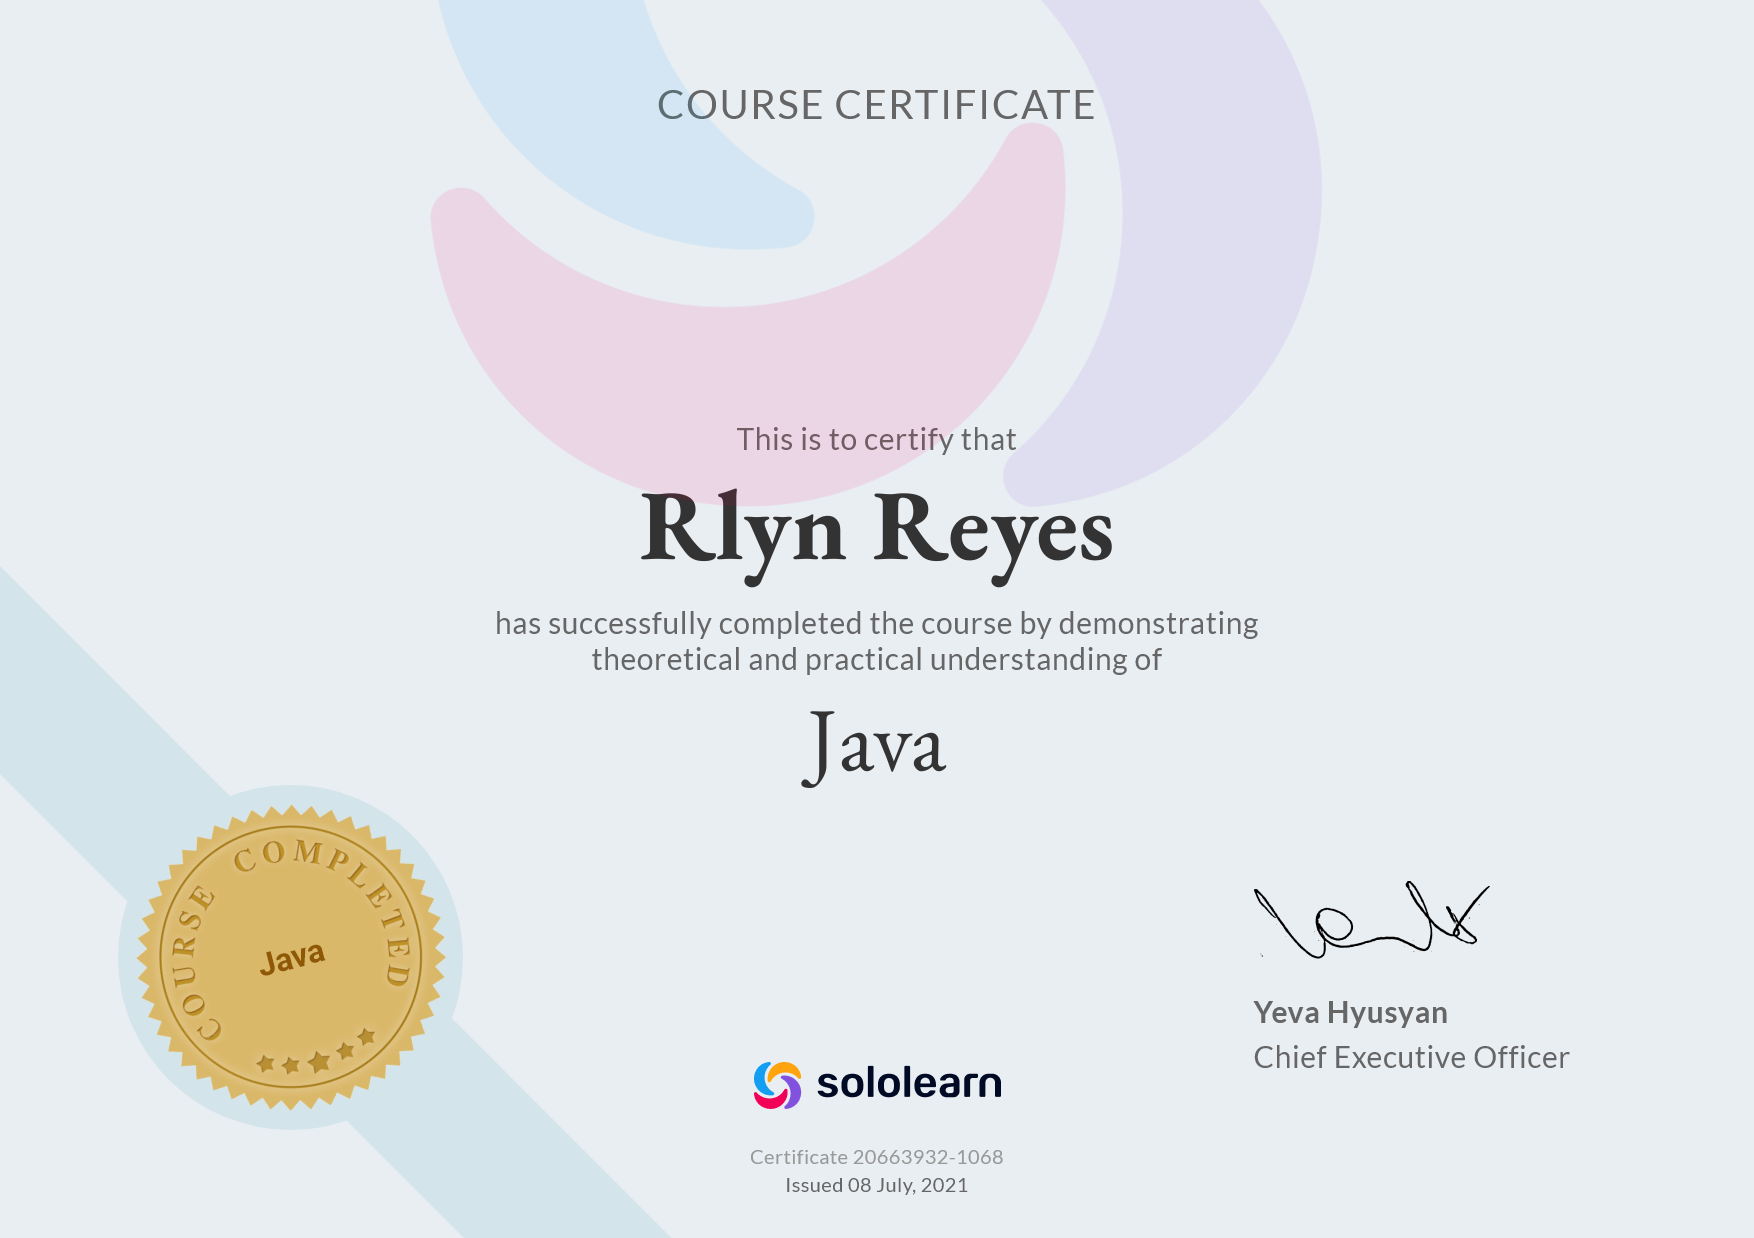 COURSE CERTIFICATE
This is to certify that
Rlyn Reyes
has successfully completed the course by demonstrating
theoretical and practical understanding of
Java
COURSE COMPLETED
Java
Yeva Hyusyan
Chief Executive Officer
sololearn
Certificate 20663932-1068
Issued 08 July, 2021